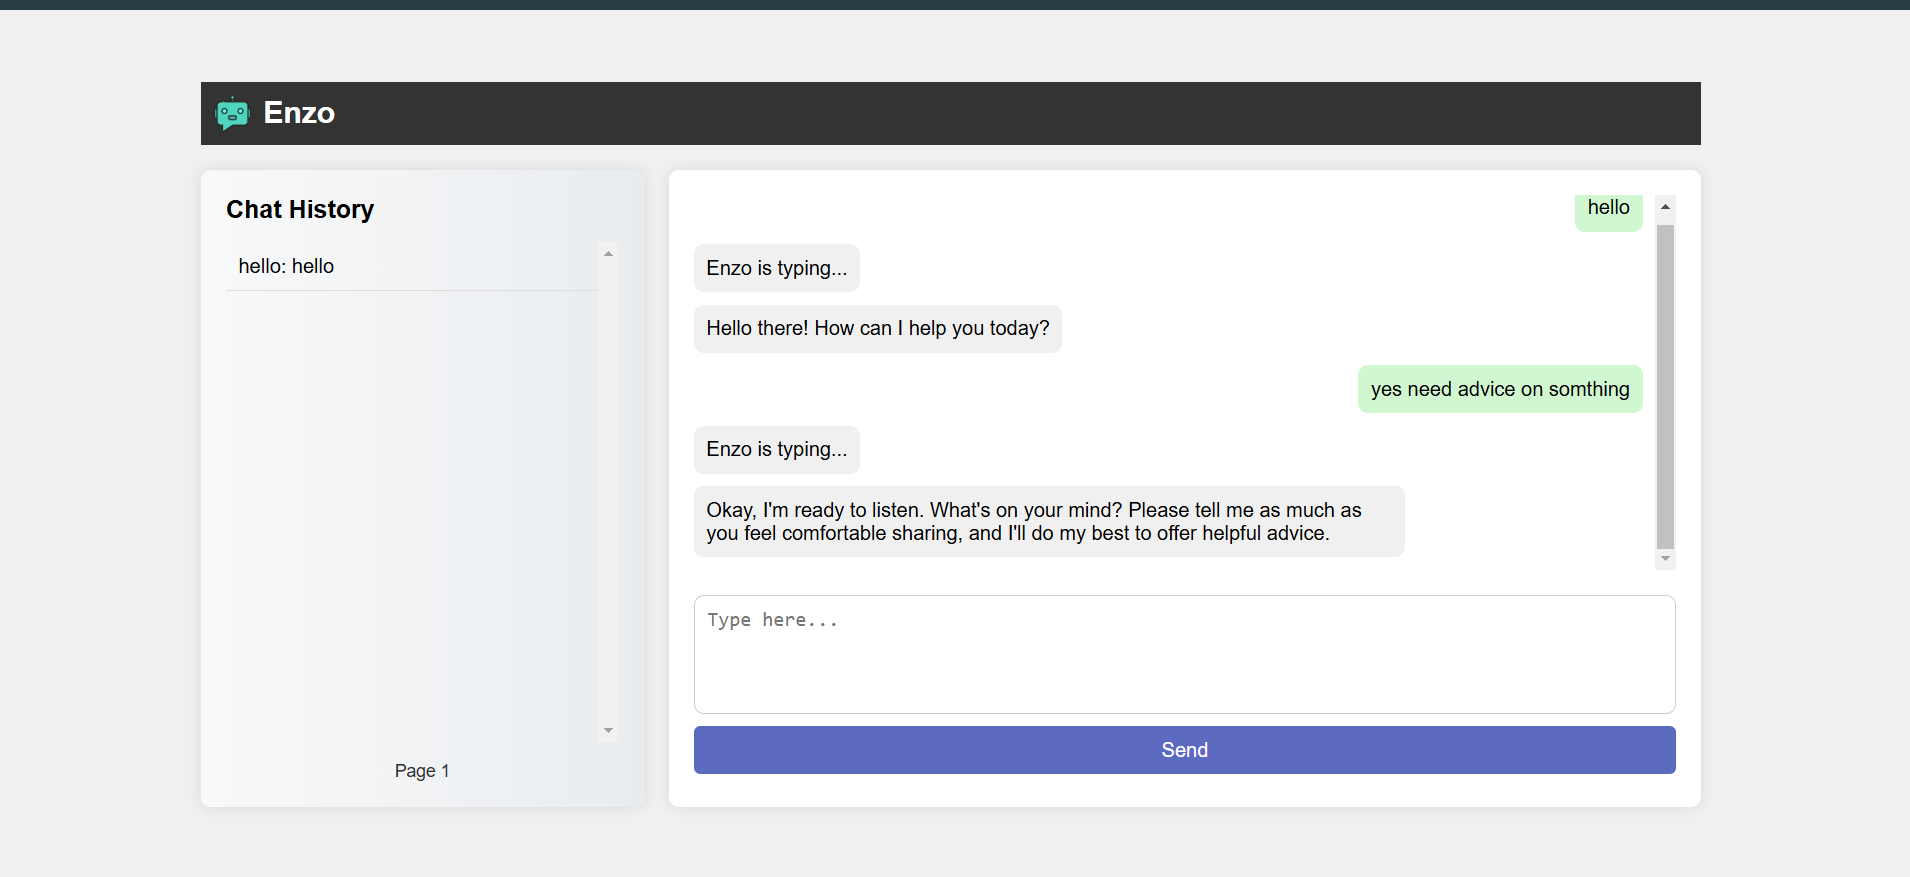 Enzo
Chat History
hello: hello
Page 1
hello
Enzo is typing...
Hello there! How can I help you today?
yes need advice on somthing
Enzo is typing...
Okay, I'm ready to listen. What's on your mind? Please tell me as much as
you feel comfortable sharing, and I'll do my best to offer helpful advice.
Type here...
Send